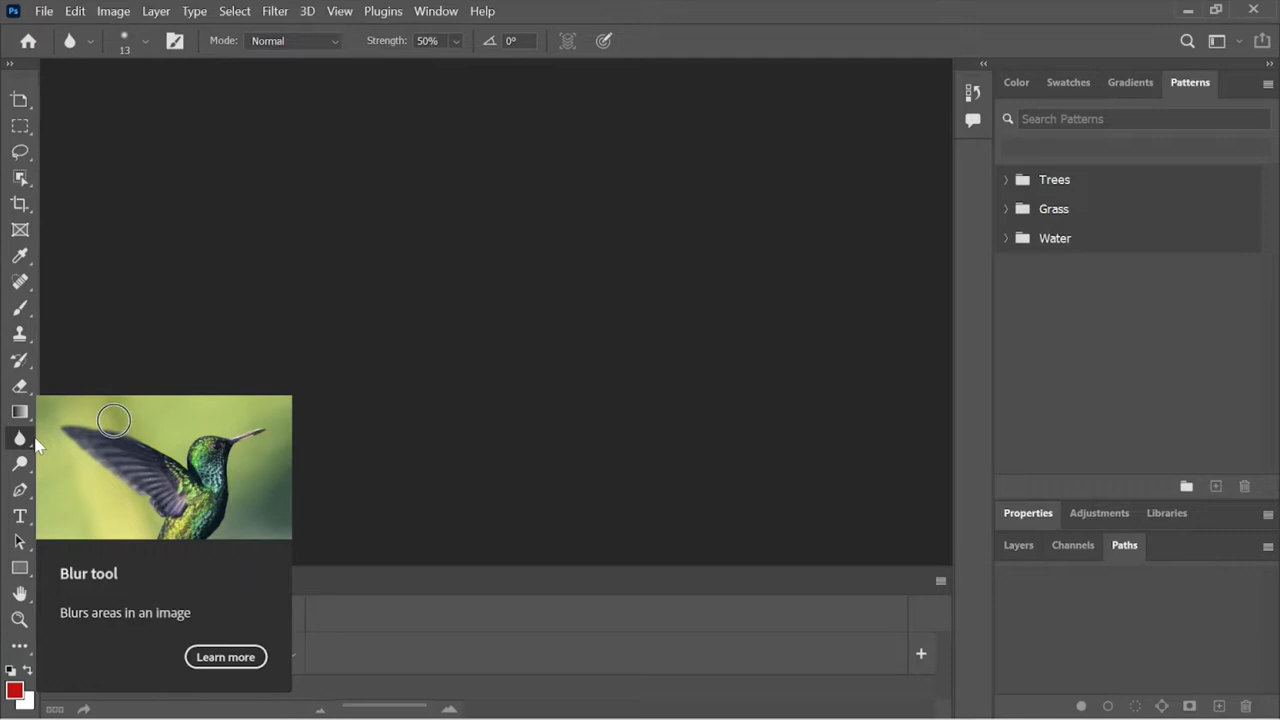 Ps File Edit Image Layer Type Select Filter 3D View Plugins Window Help
13 Mode: Normal Strength: 50% 0°
Color Swatches Gradients Patterns
Search Patterns
Trees
Grass
Water
Properties Adjustments Libraries
Layers Channels Paths
T
Blur tool
Blurs areas in an image
Learn more